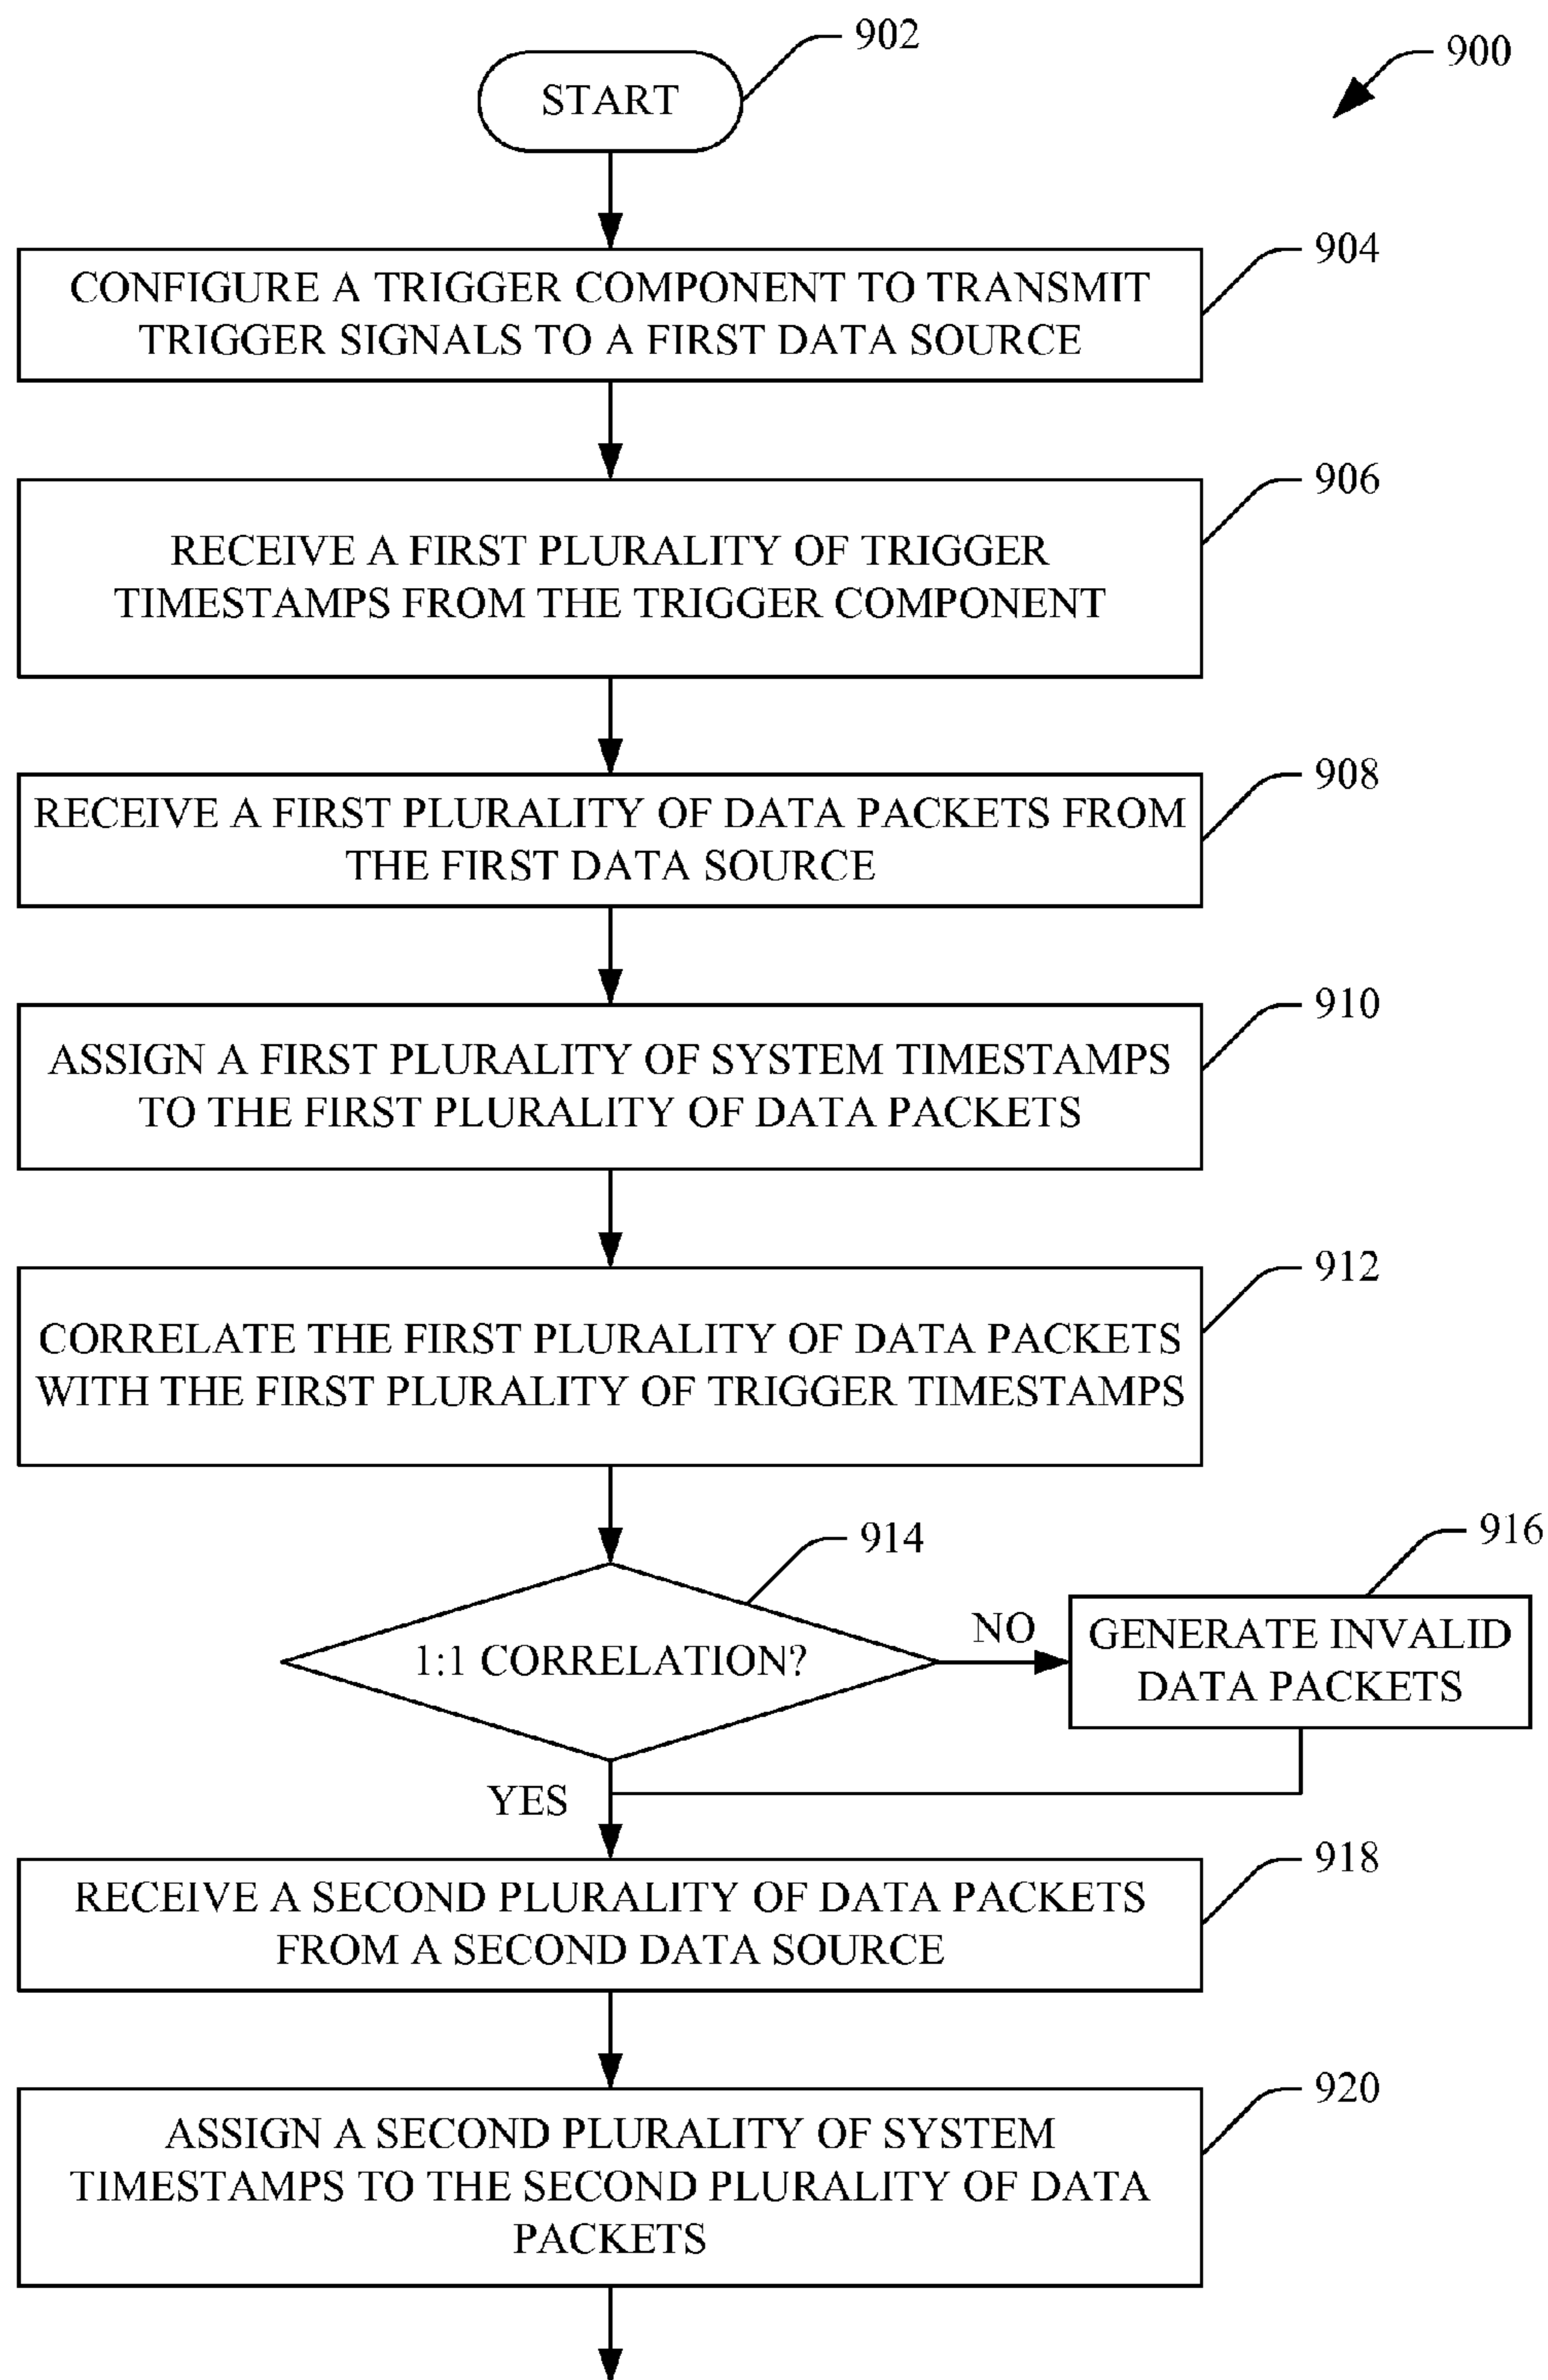 902
900
START
904
CONFIGURE A TRIGGER COMPONENT TO TRANSMIT
TRIGGER SIGNALS TO A FIRST DATA SOURCE
906
RECEIVE A FIRST PLURALITY OF TRIGGER
TIMESTAMPS FROM THE TRIGGER COMPONENT
908
RECEIVE A FIRST PLURALITY OF DATA PACKETS FROM
THE FIRST DATA SOURCE
910
ASSIGN A FIRST PLURALITY OF SYSTEM TIMESTAMPS
TO THE FIRST PLURALITY OF DATA PACKETS
912
CORRELATE THE FIRST PLURALITY OF DATA PACKETS
WITH THE FIRST PLURALITY OF TRIGGER TIMESTAMPS
914
916
1:1 CORRELATION?
NO
GENERATE INVALID
DATA PACKETS
YES
918
RECEIVE A SECOND PLURALITY OF DATA PACKETS
FROM A SECOND DATA SOURCE
920
ASSIGN A SECOND PLURALITY OF SYSTEM
TIMESTAMPS TO THE SECOND PLURALITY OF DATA
PACKETS